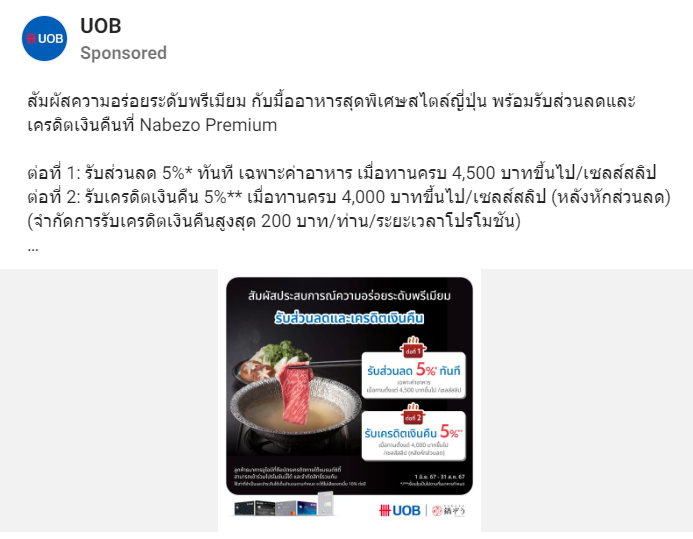 UOB
UOB
Sponsored
สัมผัสความอร่อยระดับพรีเมียม กับมื้ออาหารสุดพิเศษสไตล์ญี่ปุ่น พร้อมรับส่วนลดและ
เครดิตเงินคืนที่ Nabezo Premium
ต่อที่ 1: รับส่วนลด 5%* ทันที เฉพาะค่าอาหาร เมื่อทานครบ 4,500 บาทขึ้นไป/เซลส์สลิป
ต่อที่ 2: รับเครดิตเงินคืน 5%** เมื่อทานครบ 4,000 บาทขึ้นไป/เซลส์สลิป (หลังหักส่วนลด)
(จำกัดการรับเครดิตเงินคืนสูงสุด 200 บาท/ท่าน/ระยะเวลาโปรโมชัน)
...
สัมผัสประสบการณ์ความอร่อยระดับพรีเมียม
รับส่วนลดและเครดิตเงินคืน
ต่อที่ 1
รับส่วนลด 5%* ทันที
เฉพาะค่าอาหาร
เมื่อทานตั้งแต่ 4,500 บาทขึ้นไป /เซลส์สลิป
ต่อที่ 2
รับเครดิตเงินคืน 5%**
เมื่อทานตั้งแต่ 4,000 บาทขึ้นไป
/เซลส์สลิป (หลังหักส่วนลด)
1 มิ.ย. 67 - 31 ส.ค. 67
UOB
鍋ぞう